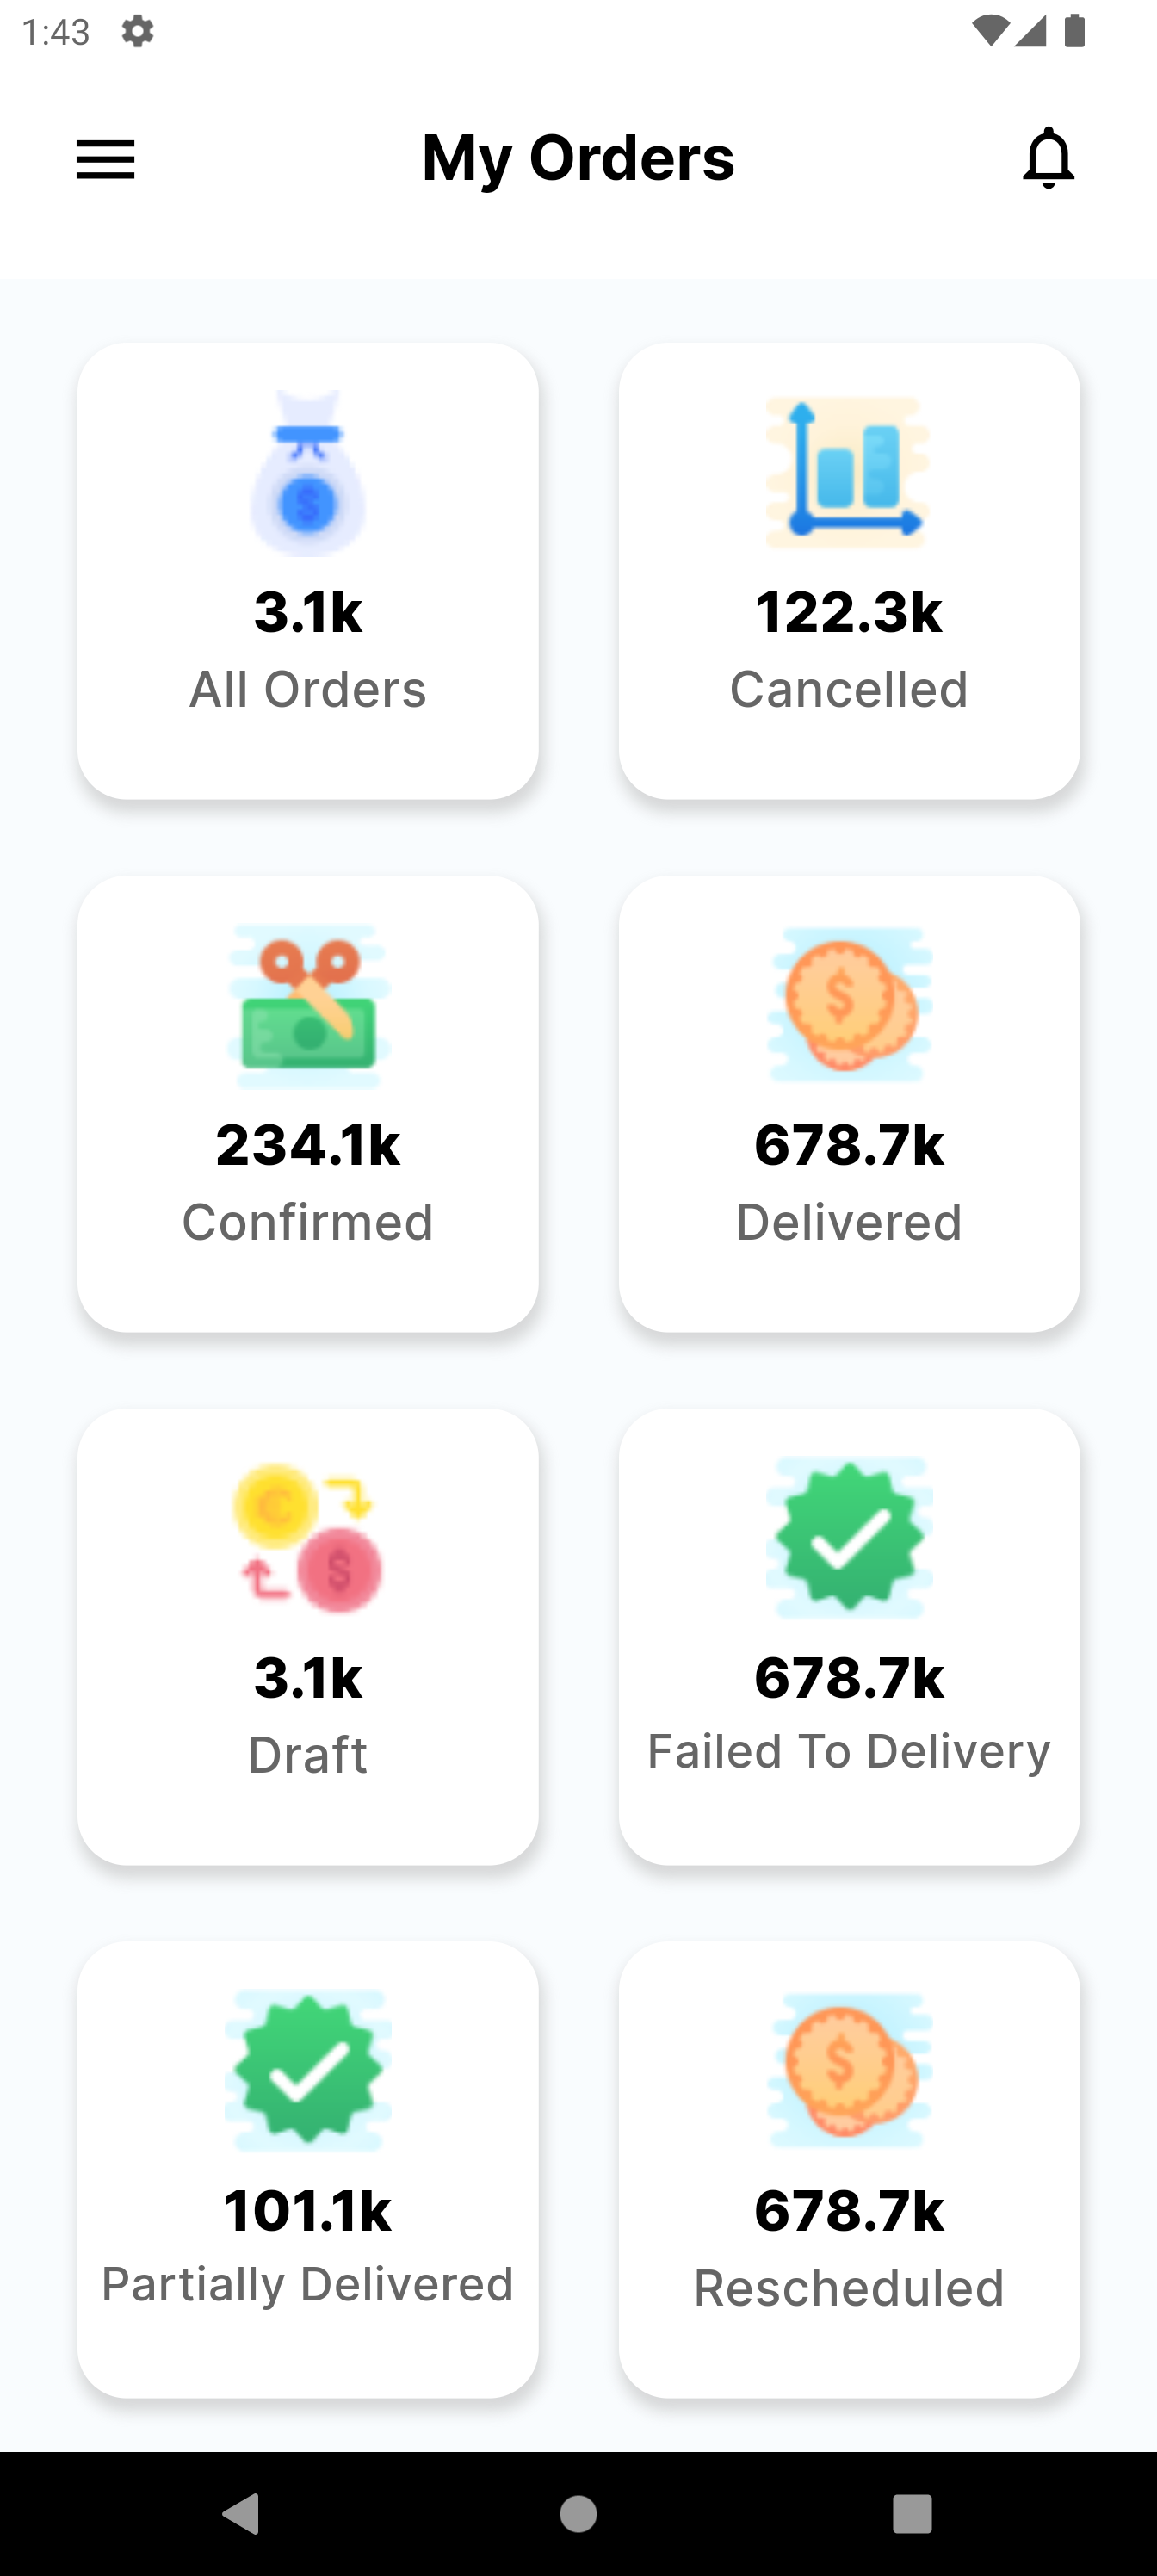 1:43
My Orders
3.1k
All Orders
122.3k
Cancelled
234.1k
Confirmed
678.7k
Delivered
3.1k
Draft
678.7k
Failed To Delivery
101.1k
Partially Delivered
678.7k
Rescheduled